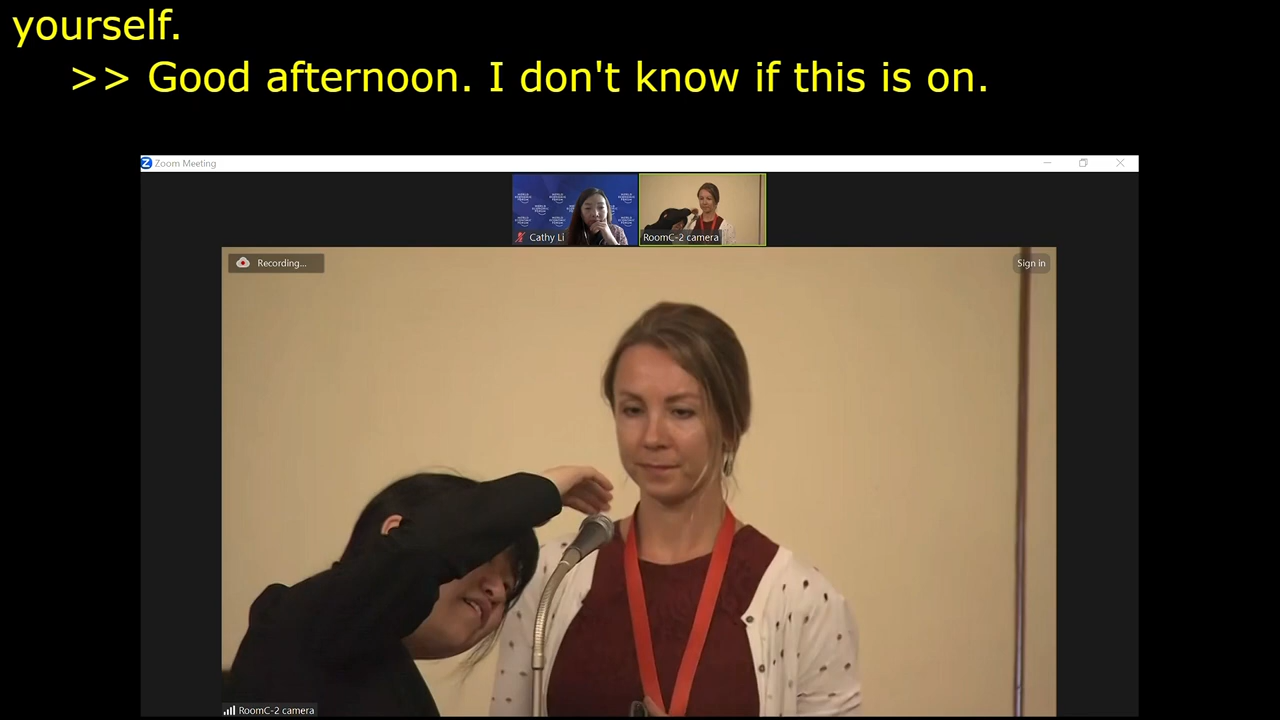 yourself.
>> Good afternoon. I don't know if this is on.
Zoom Meeting
Cathy Li
RoomC-2 camera
Recording...
Sign in
RoomC-2 camera